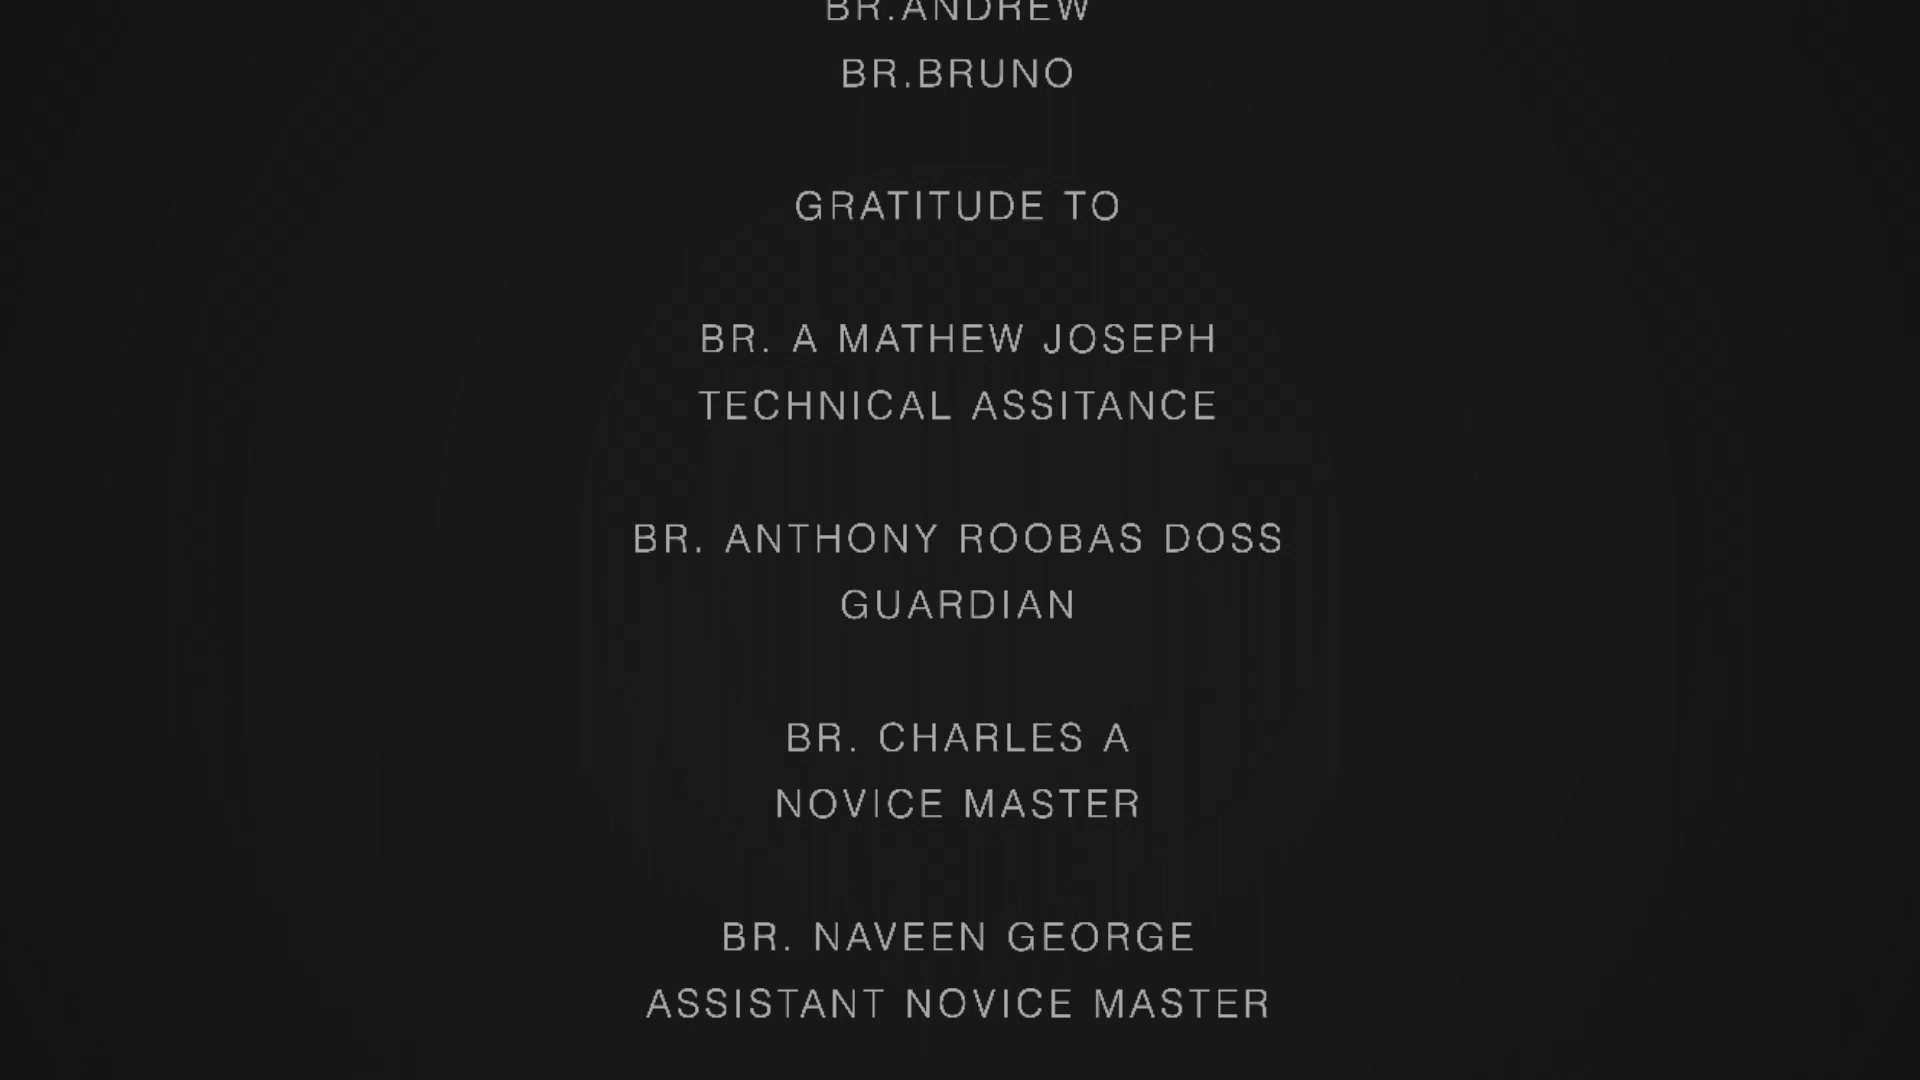 BR.ANDREW
BR.BRUNO
GRATITUDE TO
BR. A MATHEW JOSEPH
TECHNICAL ASSITANCE
BR. ANTHONY ROOBAS DOSS
GUARDIAN
BR. CHARLES A
NOVICE MASTER
BR. NAVEEN GEORGE
ASSISTANT NOVICE MASTER